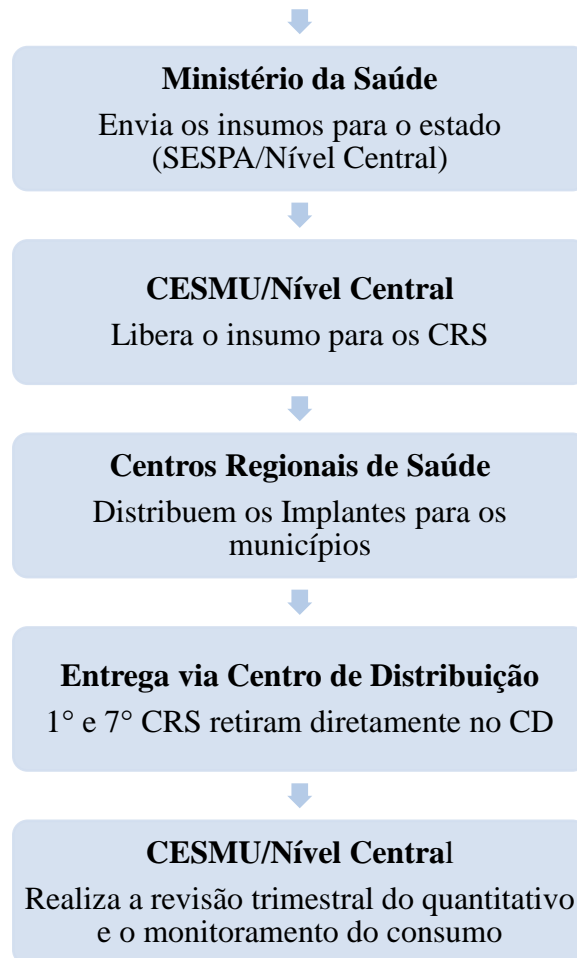 Ministério da Saúde
Envia os insumos para o estado
(SESPA/Nível Central)
CESMU/Nível Central
Libera o insumo para os CRS
Centros Regionais de Saúde
Distribuem os Implantes para os
municípios
Entrega via Centro de Distribuição
1° e 7° CRS retiram diretamente no CD
CESMU/Nível Central
Realiza a revisão trimestral do quantitativo
e o monitoramento do consumo